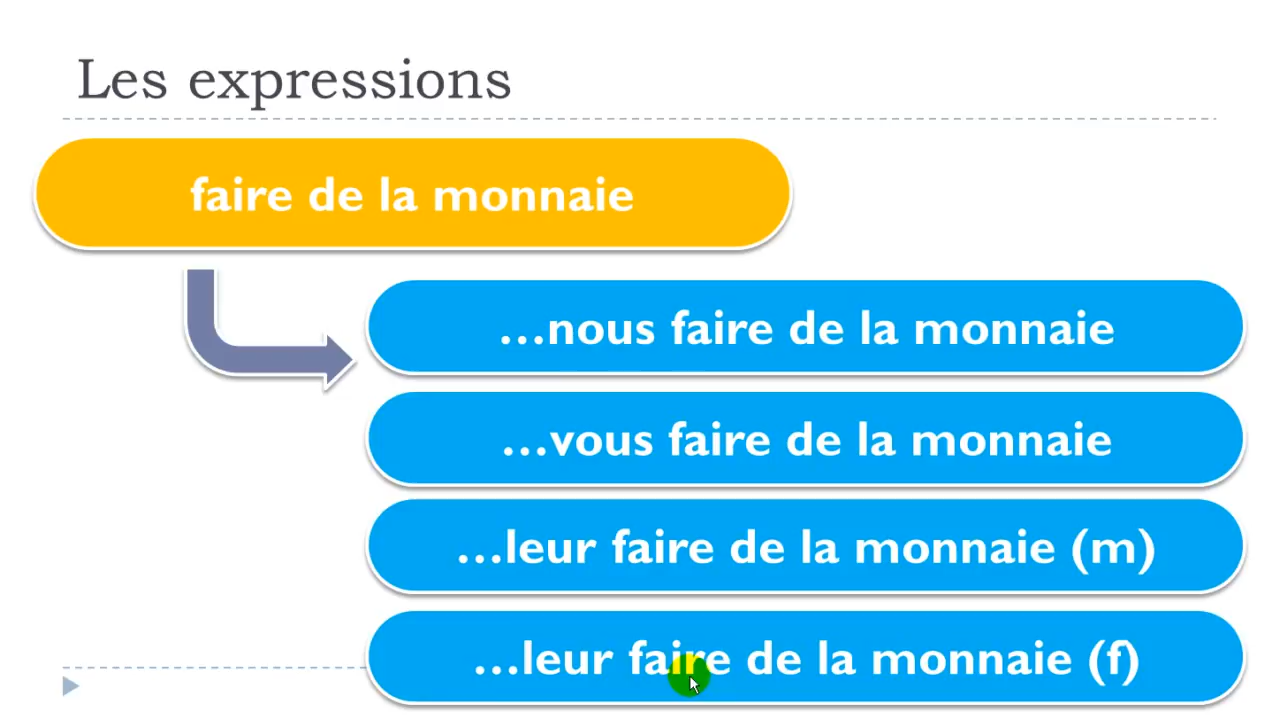 Les expressions
faire de la monnaie
...nous faire de la monnaie
...vous faire de la monnaie
...leur faire de la monnaie (m)
...leur faire de la monnaie (f)